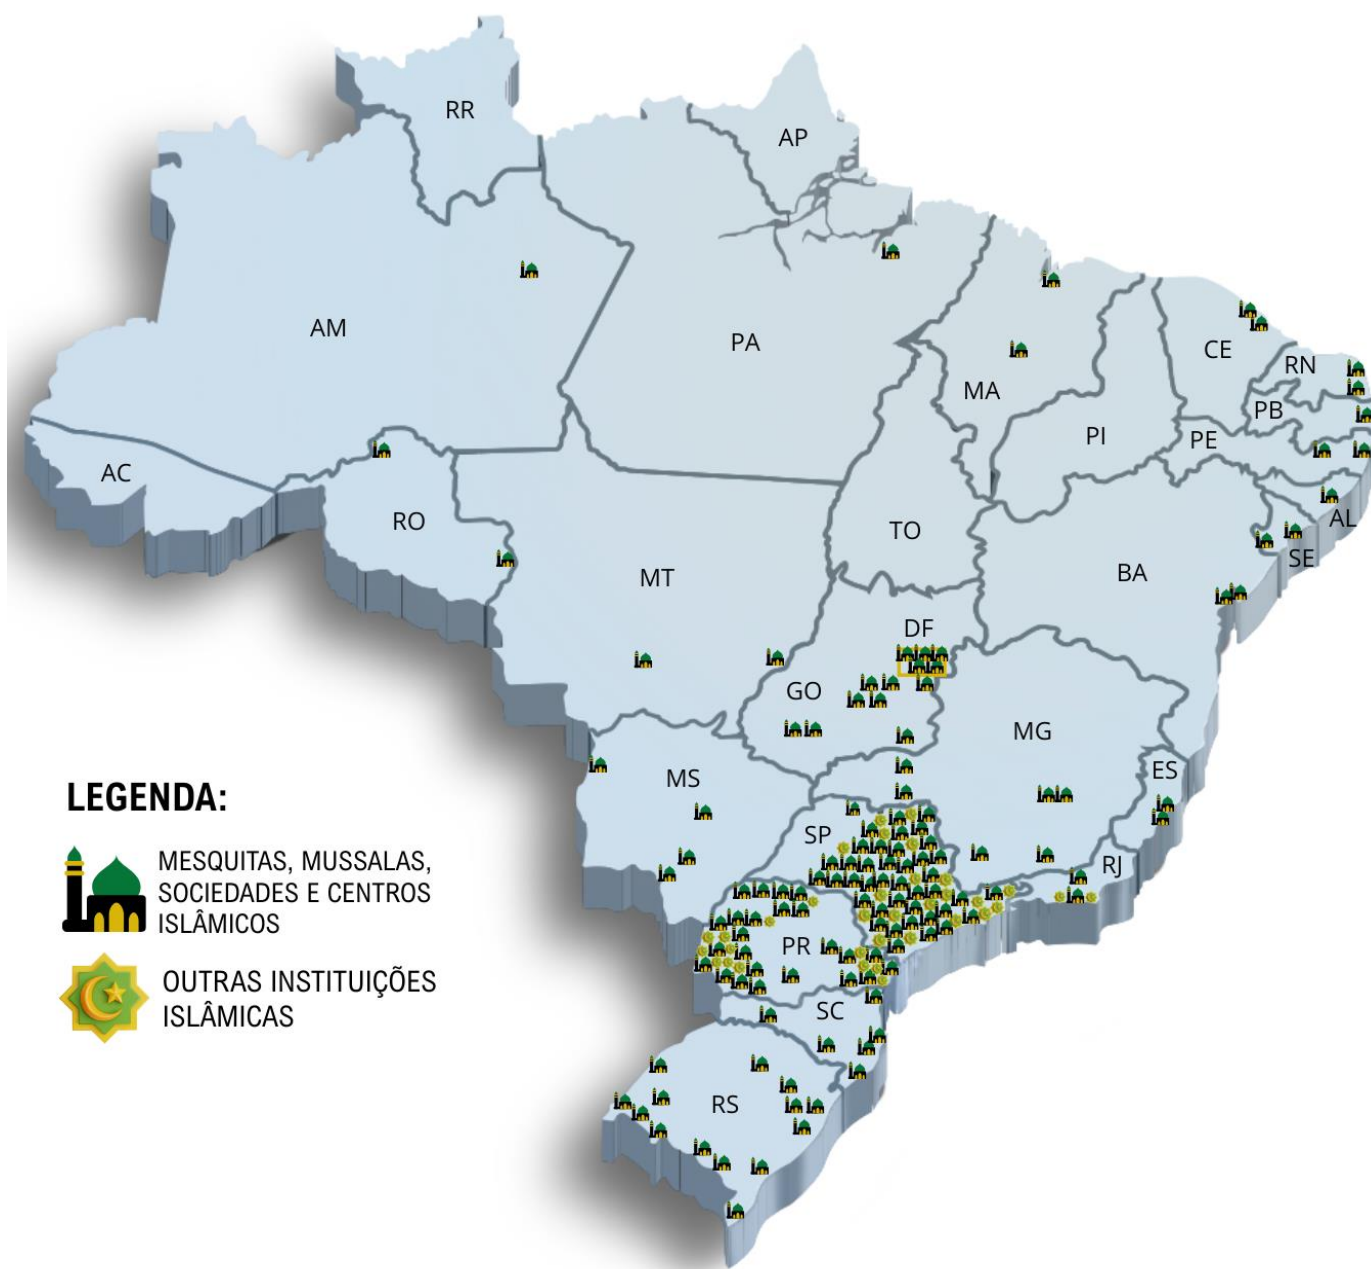 RR
AP
AM
PA
MA
CE
RN
PB
PI
PE
AC
RO
TO
AL
SE
MT
BA
DF
GO
MG
MS
ES
SP
RJ
PR
SC
RS
LEGENDA:
MESQUITAS, MUSSALAS,
SOCIEDADES E CENTROS
ISLÂMICOS
OUTRAS INSTITUIÇÕES
ISLÂMICAS